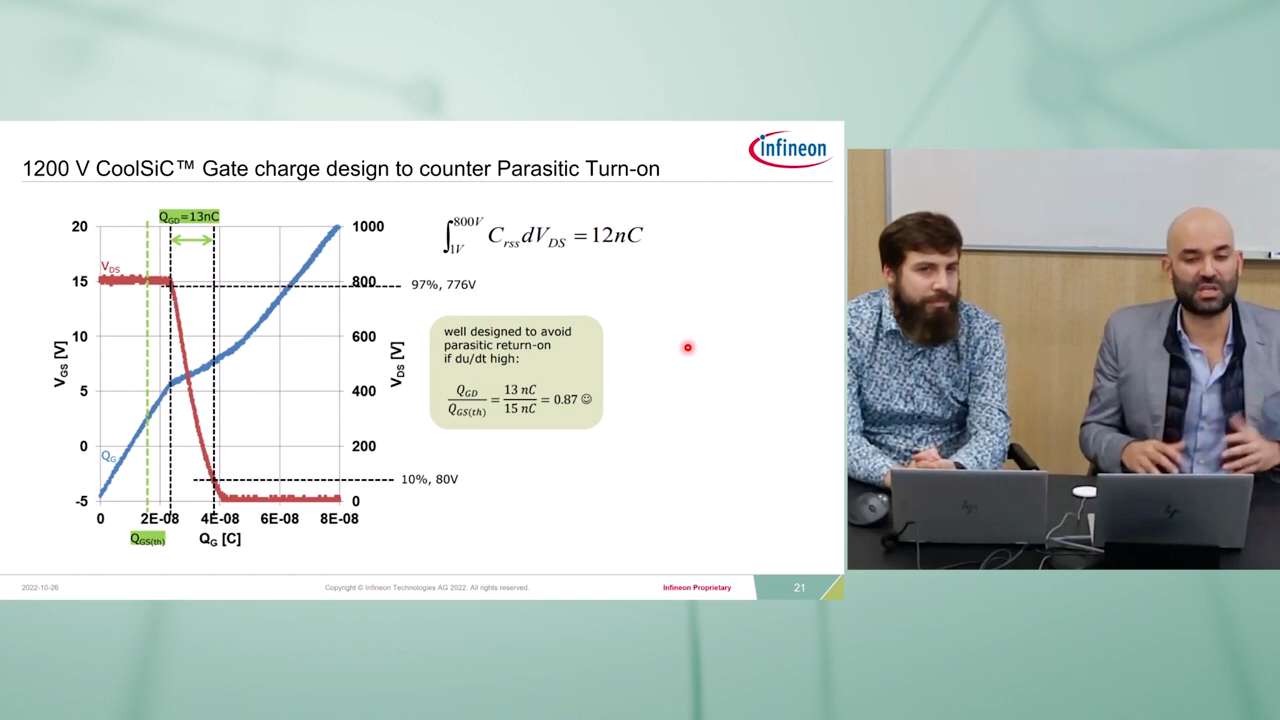 infineon
1200 V CoolSiC™ Gate charge design to counter Parasitic Turn-on
Q_GD=13nC
20
15
10
5
0
-5
V_GS [V]
V_DS
Q_G
1000
800
600
400
200
0
V_DS [V]
0
2E-08
4E-08
6E-08
8E-08
Q_GS(th)
Q_G [C]
97%, 776V
10%, 80V
∫_1V^800V C_rss dV_DS = 12nC
well designed to avoid
parasitic return-on
if du/dt high:
Q_GD/Q_GS(th) = 13 nC/15 nC = 0.87 ☺
2022-10-26
Copyright © Infineon Technologies AG 2022. All rights reserved.
Infineon Proprietary
21
hp
hp